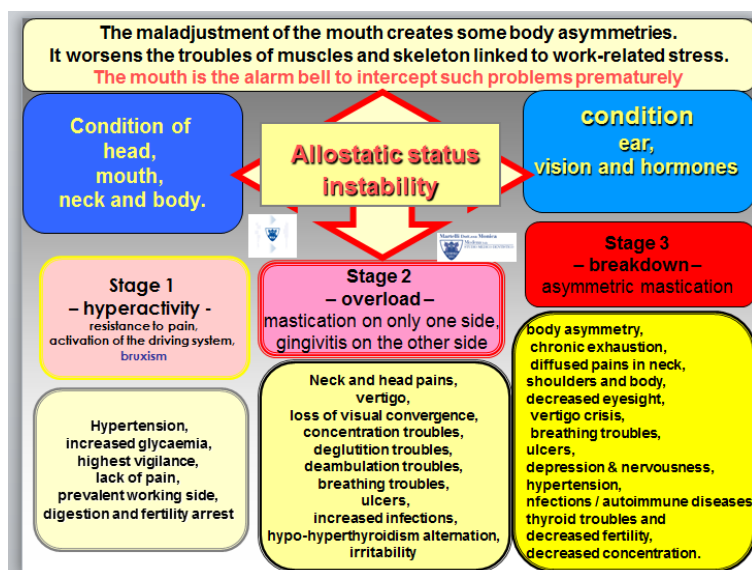 The maladjustment of the mouth creates some body asymmetries.
It worsens the troubles of muscles and skeleton linked to work-related stress.
The mouth is the alarm bell to intercept such problems prematurely
Condition of
head,
mouth,
neck and body.
Allostatic status
instability
condition
ear,
vision and hormones
Stage 1
– hyperactivity -
resistance to pain,
activation of the driving system,
bruxism
Stage 2
– overload –
mastication on only one side,
gingivitis on the other side
Stage 3
– breakdown –
asymmetric mastication
Hypertension,
increased glycaemia,
highest vigilance,
lack of pain,
prevalent working side,
digestion and fertility arrest
Neck and head pains,
vertigo,
loss of visual convergence,
concentration troubles,
deglutition troubles,
deambulation troubles,
breathing troubles,
ulcers,
increased infections,
hypo-hyperthyroidism alternation,
irritability
body asymmetry,
chronic exhaustion,
diffused pains in neck,
shoulders and body,
decreased eyesight,
vertigo crisis,
breathing troubles,
ulcers,
depression & nervousness,
hypertension,
nfections / autoimmune diseases
thyroid troubles and
decreased fertility,
decreased concentration.